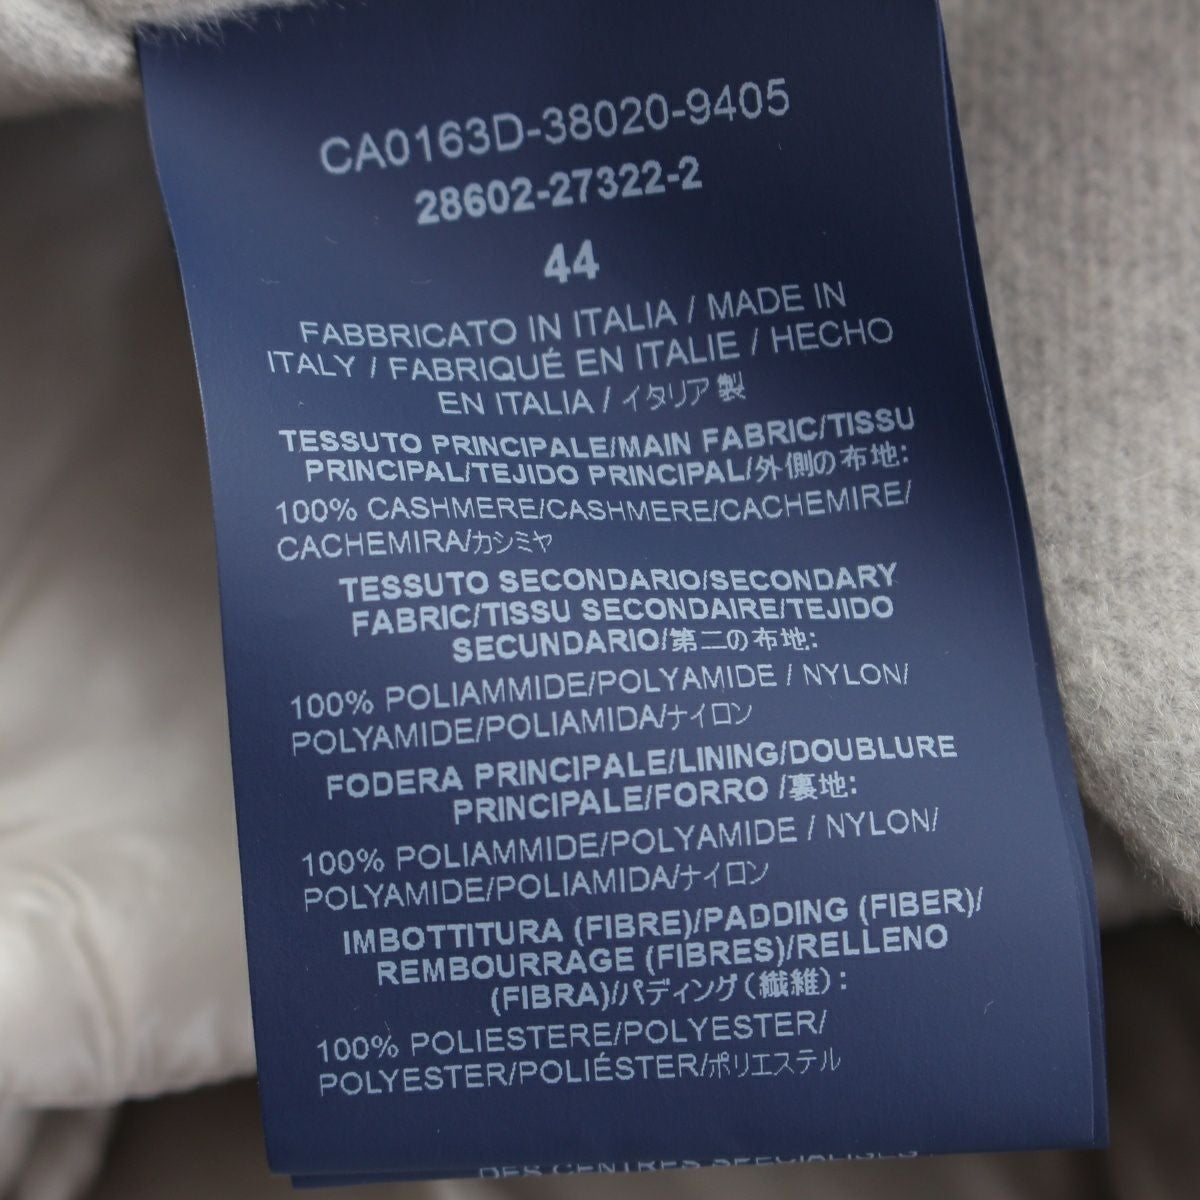 CA0163D-38020-9405
28602-27322-2
44
FABBRICATO IN ITALIA / MADE IN
ITALY / FABRIQUÉ EN ITALIE / HECHO
EN ITALIA / イタリア製
TESSUTO PRINCIPALE/MAIN FABRIC/TISSU
PRINCIPAL/TEJIDO PRINCIPAL/外側の布地:
100% CASHMERE/CASHMERE/CACHEMIRE/
CACHEMIRA/カシミヤ
TESSUTO SECONDARIO/SECONDARY
FABRIC/TISSU SECONDAIRE/TEJIDO
SECUNDARIO/第二の布地:
100% POLIAMMIDE/POLYAMIDE / NYLON/
POLYAMIDE/POLIAMIDA/ナイロン
FODERA PRINCIPALE/LINING/DOUBLURE
PRINCIPALE/FORRO /裏地:
100% POLIAMMIDE/POLYAMIDE / NYLON/
POLYAMIDE/POLIAMIDA/ナイロン
IMBOTTITURA (FIBRE)/PADDING (FIBER)/
REMBOURRAGE (FIBRES)/RELLENO
(FIBRA)/パディング(繊維):
100% POLIESTERE/POLYESTER/
POLYESTER/POLIÉSTER/ポリエステル
DES CENTRES SPECIALISES.